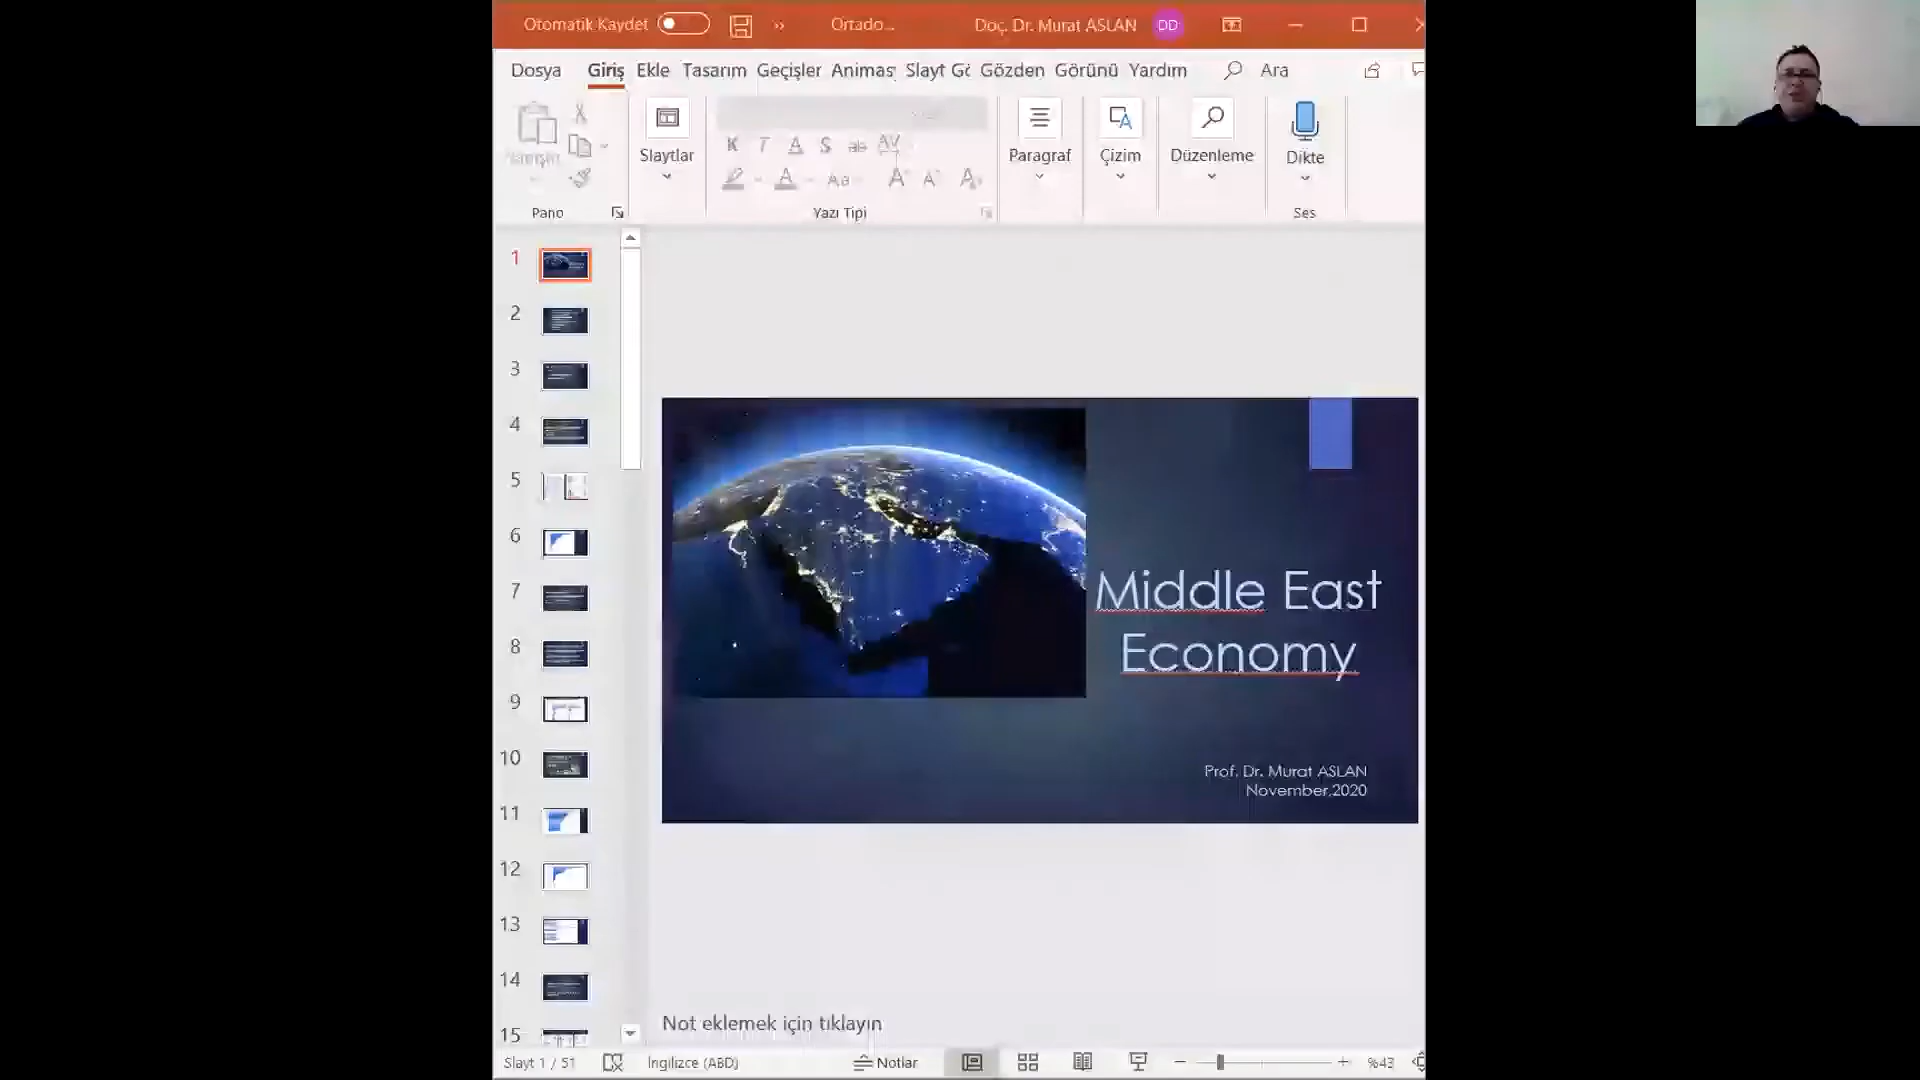 Otomatik Kaydet
Ortado...
Doç. Dr. Murat ASLAN
DD
Dosya Giriş Ekle Tasarım Geçişler Animas Slayt Gö Gözden Görünü Yardım Ara
K T A S ab AV
A Aa A A A
Slaytlar
Paragraf
Çizim
Düzenleme
Dikte
Pano
Yazı Tipi
Ses
1
2
3
4
5
6
7
8
9
10
11
12
13
14
15
Middle East
Economy
Prof. Dr. Murat ASLAN
November,2020
Not eklemek için tıklayın
Slayt 1 / 51
İngilizce (ABD)
Notlar
%43